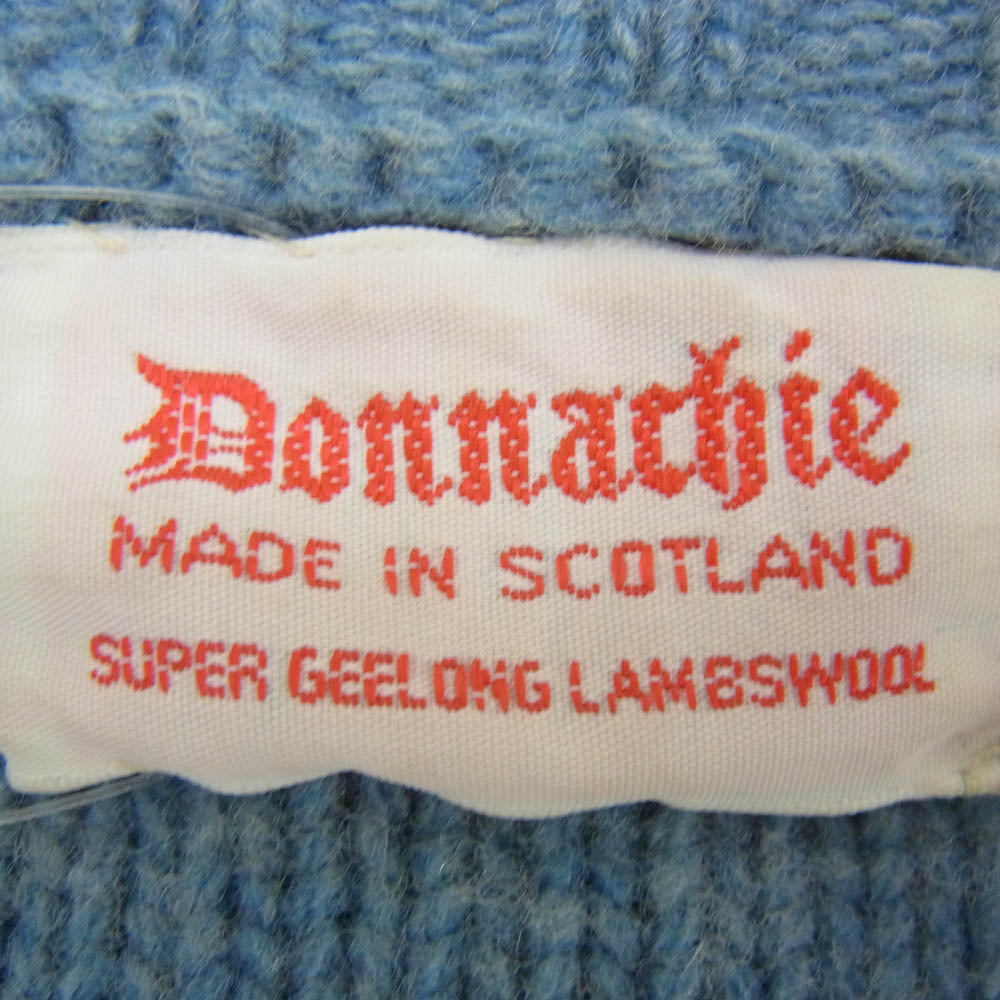 Donnachie
MADE IN SCOTLAND
SUPER GEELONG LAMBSWOOL